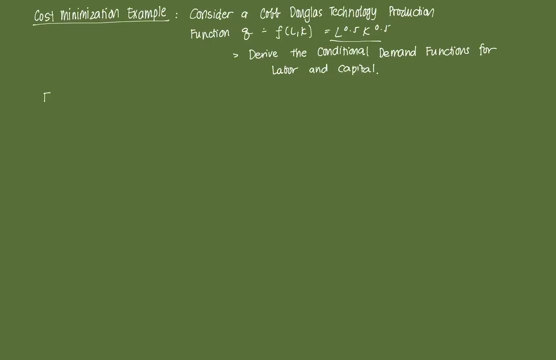 Cost Minimization Example : Consider a Cobb Douglas Technology Production
Function q = f(L,K) = L^0.5 K^0.5
> Derive the Conditional Demand Functions for
Labor and Capital.